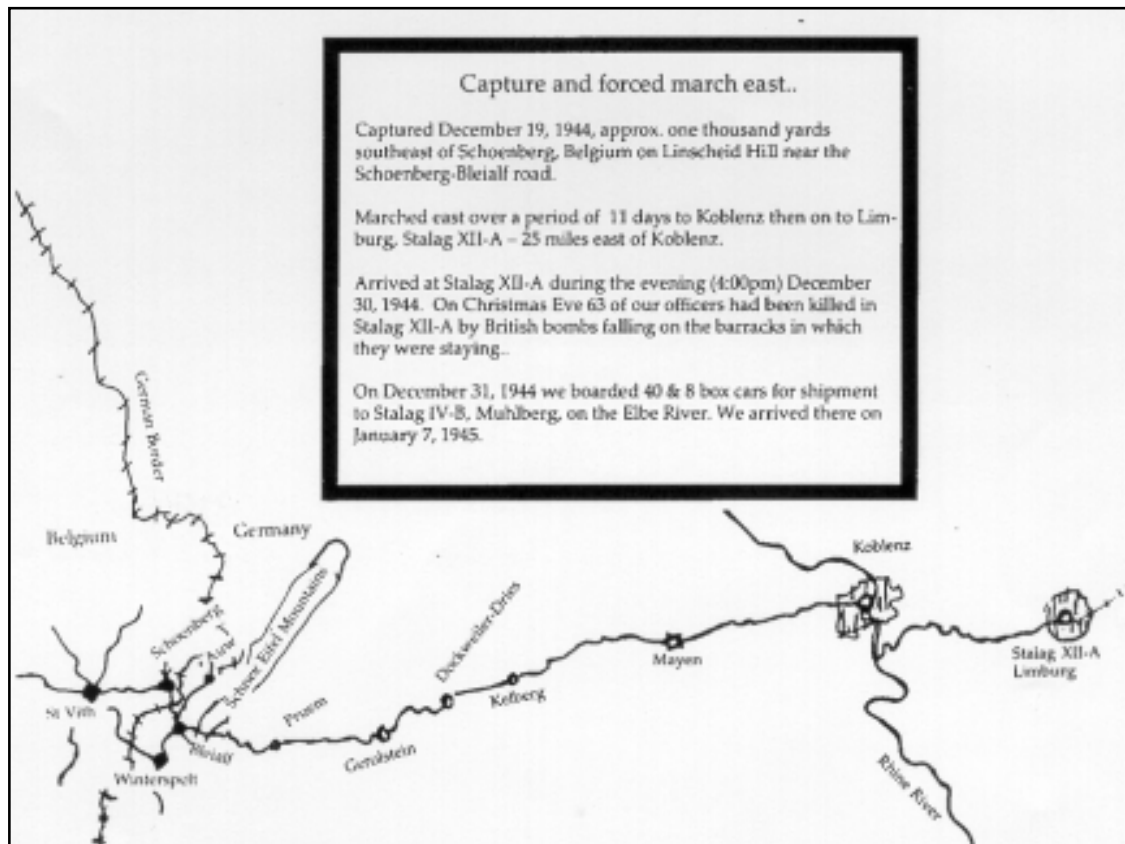 Capture and forced march east..
Captured December 19, 1944, approx. one thousand yards
southeast of Schoenberg, Belgium on Linscheid Hill near the
Schoenberg-Bleialf road.
Marched east over a period of 11 days to Koblenz then on to Lim-
burg, Stalag XII-A – 25 miles east of Koblenz.
Arrived at Stalag XII-A during the evening (4:00pm) December
30, 1944. On Christmas Eve 63 of our officers had been killed in
Stalag XII-A by British bombs falling on the barracks in which
they were staying..
On December 31, 1944 we boarded 40 & 8 box cars for shipment
to Stalag IV-B, Muhlberg, on the Elbe River. We arrived there on
January 7, 1945.
German Border
Belgium
Germany
Schoenberg
Auw
Schnee Eifel Mountains
St Vith
Bleialf
Winterspelt
Pruem
Gerolstein
Dockweiler-Dries
Kelberg
Mayen
Koblenz
Rhine River
Stalag XII-A
Limburg